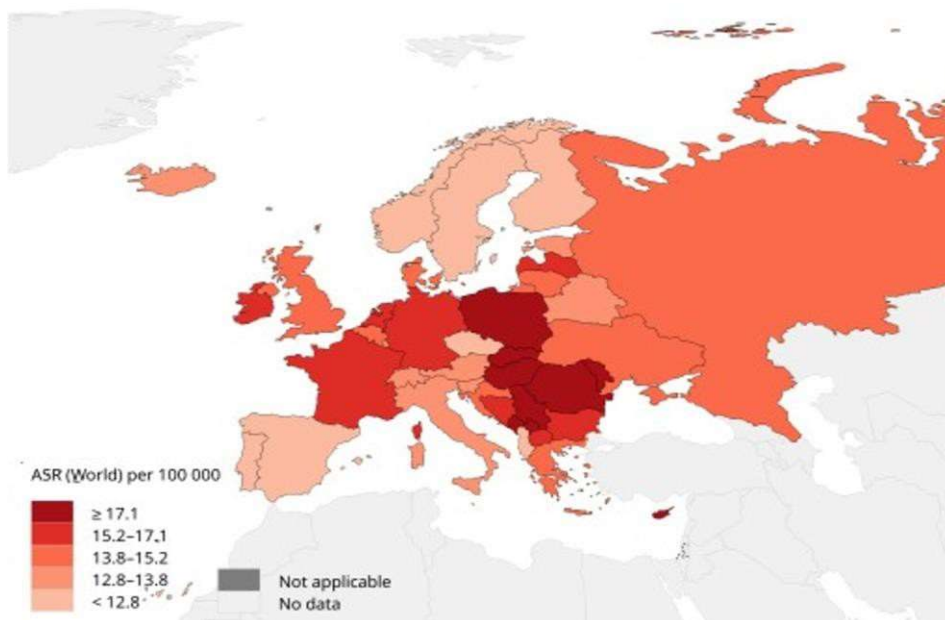 ASR (World) per 100 000
≥ 17.1
15.2–17.1
13.8–15.2
12.8–13.8
< 12.8
Not applicable
No data